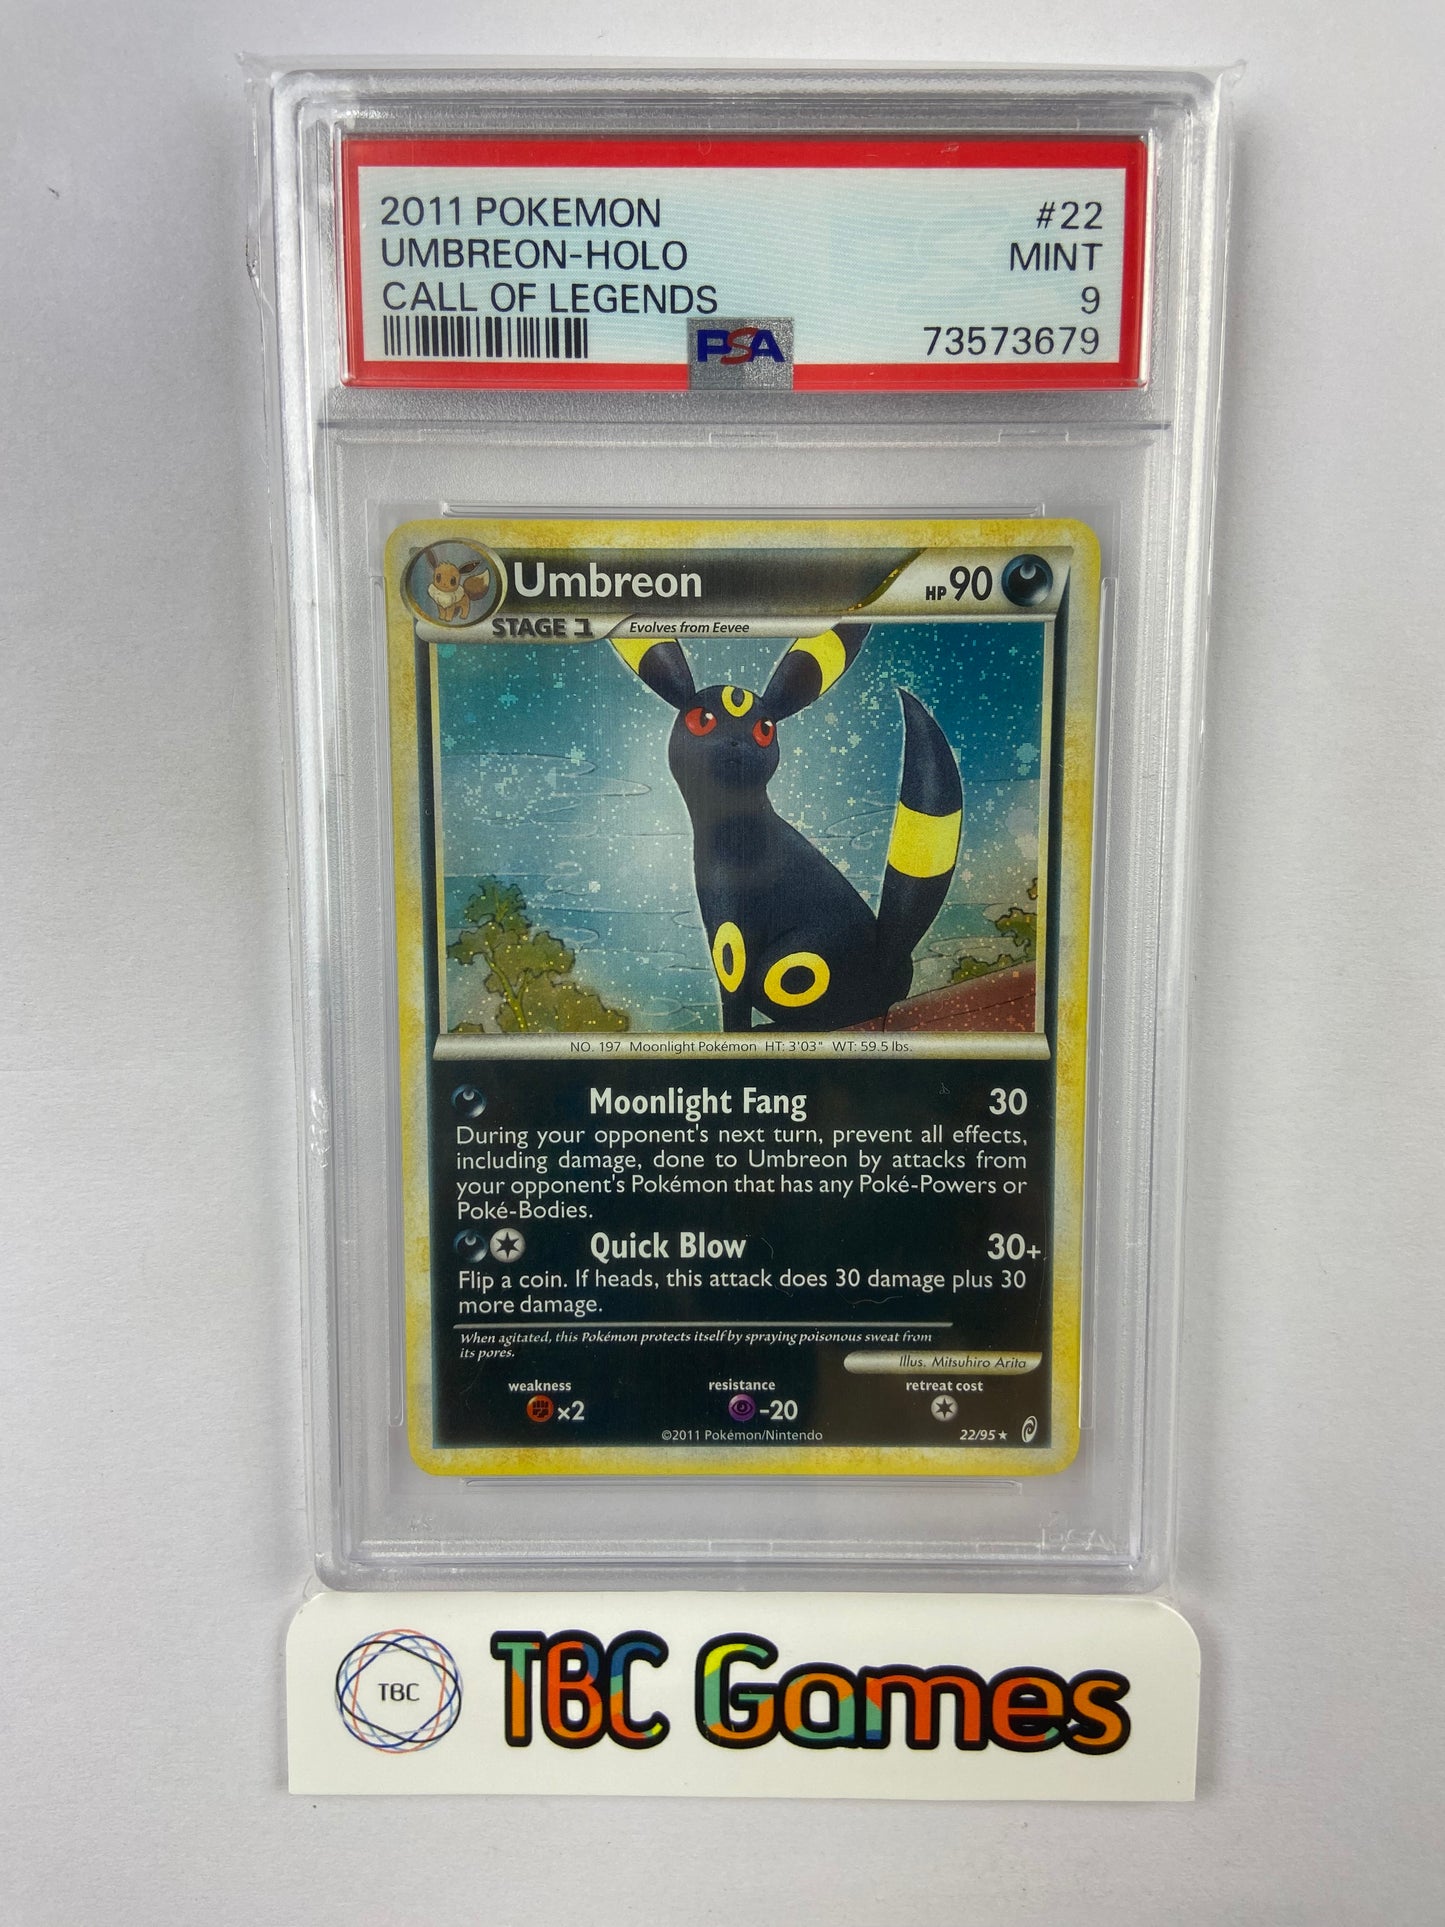 2011 POKEMON #22
UMBREON-HOLO MINT
CALL OF LEGENDS 9
PSA 73573679
Umbreon HP 90
STAGE 1 Evolves from Eevee
NO. 197 Moonlight Pokémon HT: 3'03" WT: 59.5 lbs.
Moonlight Fang 30
During your opponent's next turn, prevent all effects,
including damage, done to Umbreon by attacks from
your opponent's Pokémon that has any Poké-Powers or
Poké-Bodies.
Quick Blow 30+
Flip a coin. If heads, this attack does 30 damage plus 30
more damage.
When agitated, this Pokémon protects itself by spraying poisonous sweat from
its pores.
Illus. Mitsuhiro Arita
weakness resistance retreat cost
×2 -20
©2011 Pokémon/Nintendo 22/95 ★
PSA
TBC TBC Games